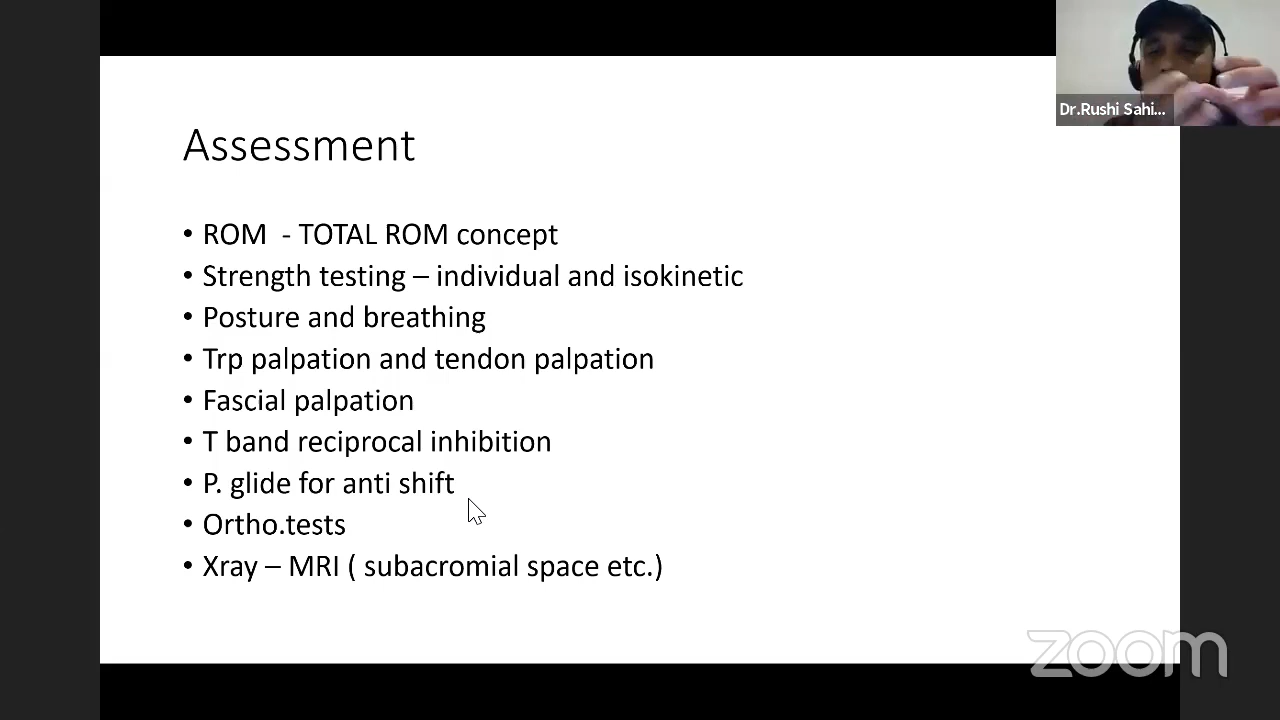 Dr.Rushi Sahi...
Assessment
• ROM  - TOTAL ROM concept
• Strength testing – individual and isokinetic
• Posture and breathing
• Trp palpation and tendon palpation
• Fascial palpation
• T band reciprocal inhibition
• P. glide for anti shift
• Ortho.tests
• Xray – MRI ( subacromial space etc.)
zoom